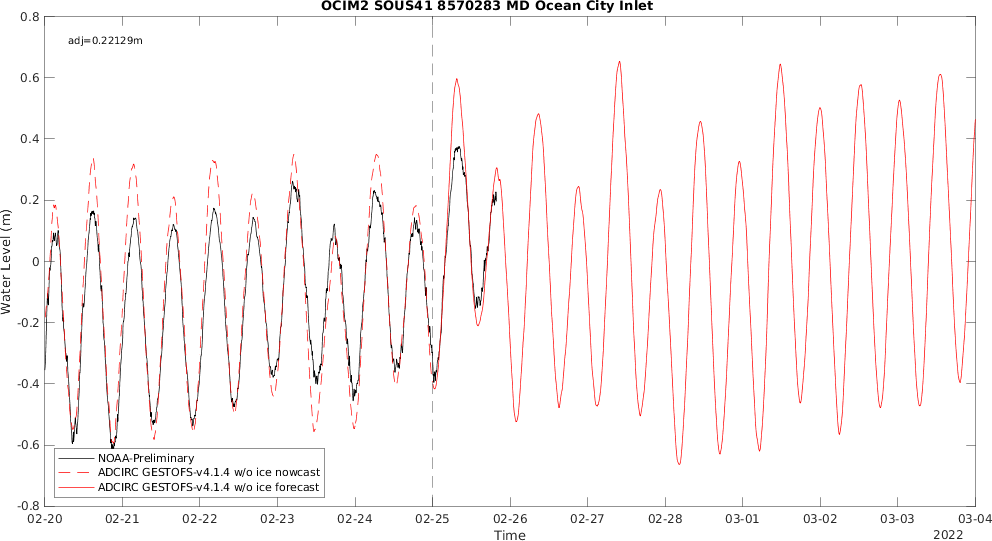 OCIM2 SOUS41 8570283 MD Ocean City Inlet
adj=0.22129m
0.8
0.6
0.4
0.2
0
-0.2
-0.4
-0.6
-0.8
Water Level (m)
NOAA-Preliminary
ADCIRC GESTOFS-v4.1.4 w/o ice nowcast
ADCIRC GESTOFS-v4.1.4 w/o ice forecast
02-20 02-21 02-22 02-23 02-24 02-25 02-26 02-27 02-28 03-01 03-02 03-03 03-04
Time
2022